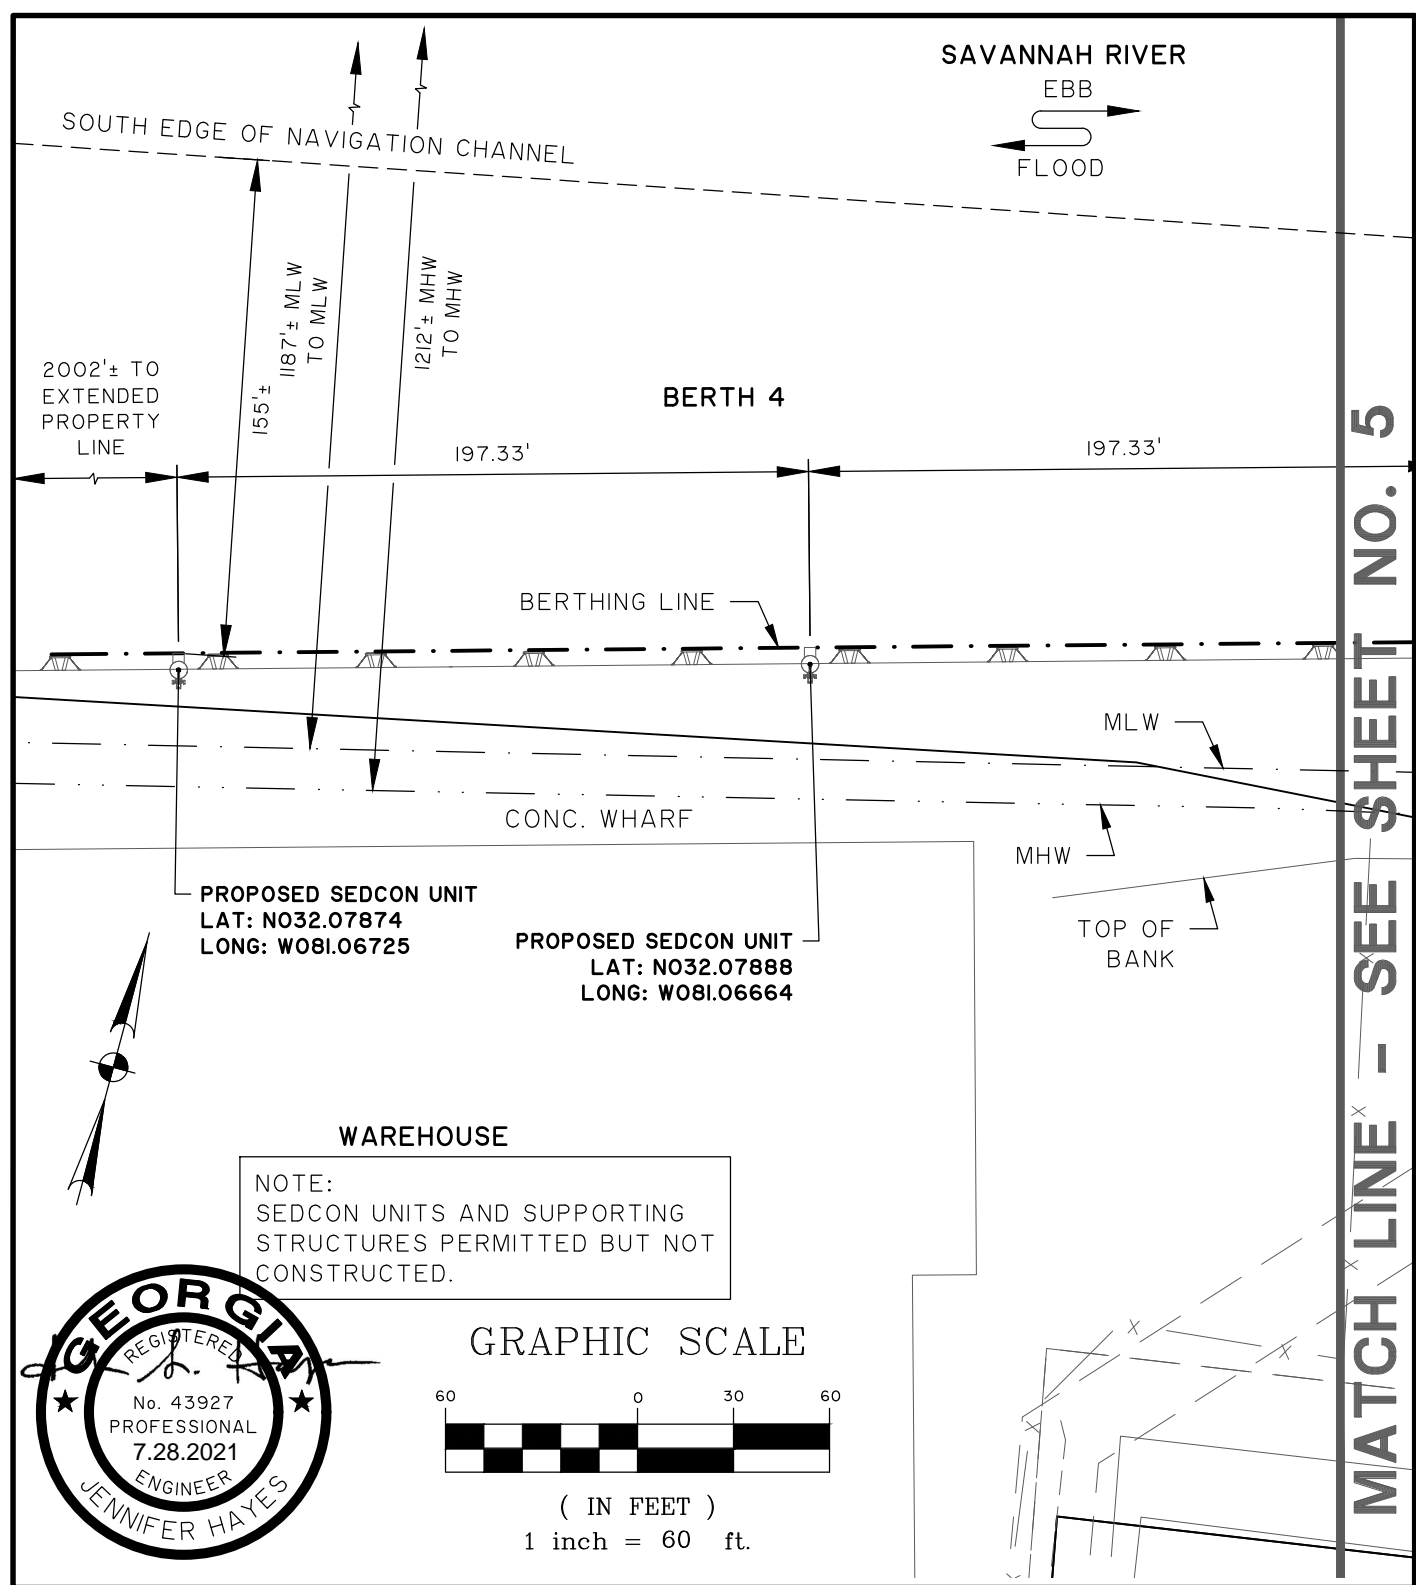 SAVANNAH RIVER
EBB
FLOOD
SOUTH EDGE OF NAVIGATION CHANNEL
155'±
1187'± MLW
TO MLW
1212'± MHW
TO MHW
2002'± TO
EXTENDED
PROPERTY
LINE
BERTH 4
197.33'
197.33'
BERTHING LINE
MLW
CONC. WHARF
MHW
TOP OF
BANK
PROPOSED SEDCON UNIT
LAT: N032.07874
LONG: W081.06725
PROPOSED SEDCON UNIT
LAT: N032.07888
LONG: W081.06664
WAREHOUSE
NOTE:
SEDCON UNITS AND SUPPORTING
STRUCTURES PERMITTED BUT NOT
CONSTRUCTED.
GEORGIA
REGISTERED
No. 43927
PROFESSIONAL
7.28.2021
ENGINEER
JENNIFER HAYES
GRAPHIC SCALE
60 0 30 60
( IN FEET )
1 inch = 60 ft.
MATCH LINE - SEE SHEET NO. 5
X
X
X
X
X
X
X